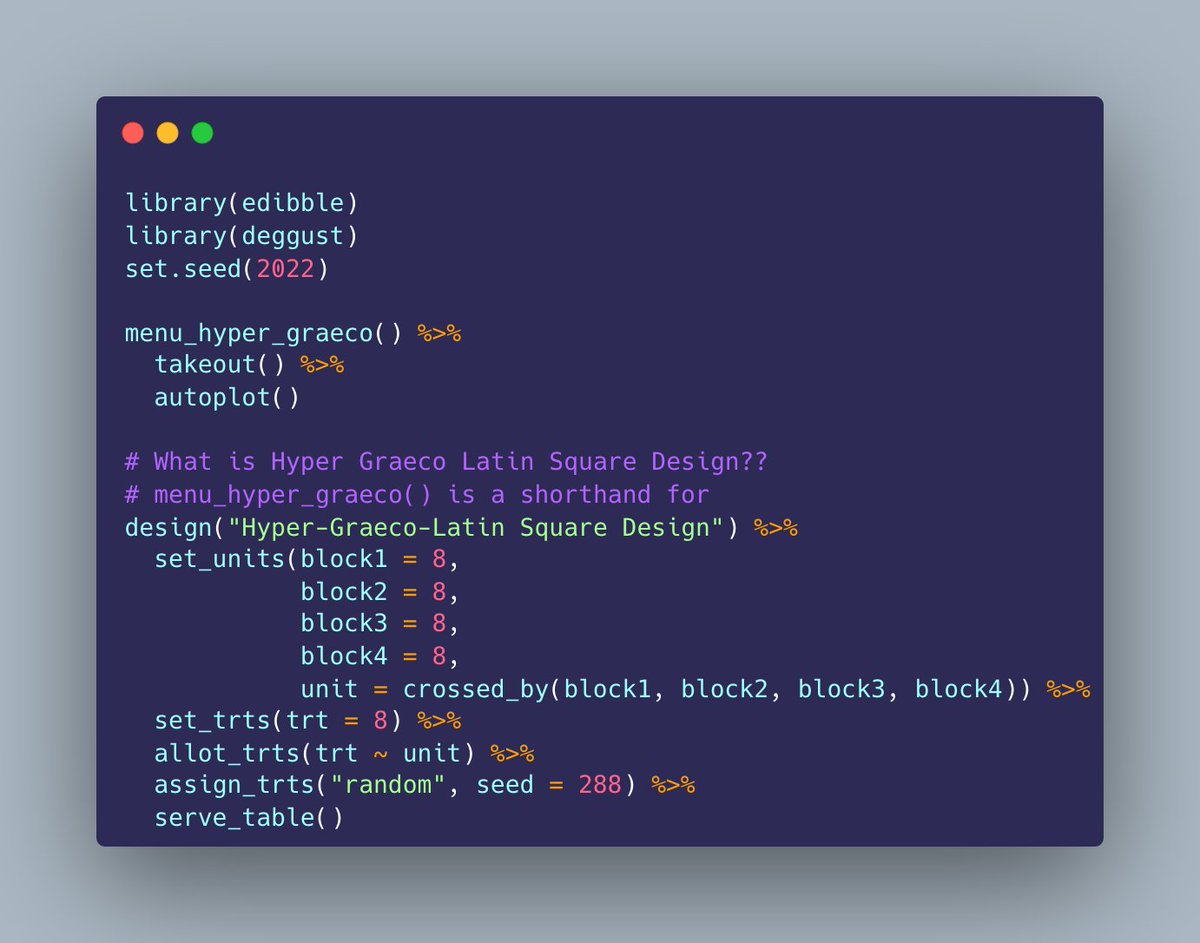 library(edibble)
library(deggust)
set.seed(2022)

menu_hyper_graeco() %>%
  takeout() %>%
  autoplot()

# What is Hyper Graeco Latin Square Design??
# menu_hyper_graeco() is a shorthand for
design("Hyper-Graeco-Latin Square Design") %>%
  set_units(block1 = 8,
            block2 = 8,
            block3 = 8,
            block4 = 8,
            unit = crossed_by(block1, block2, block3, block4)) %>%
  set_trts(trt = 8) %>%
  allot_trts(trt ~ unit) %>%
  assign_trts("random", seed = 288) %>%
  serve_table()